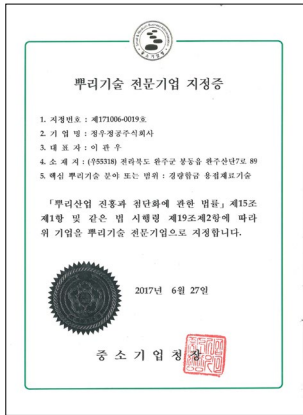 뿌리기술 전문기업 지정증
1. 지정번호 : 제171006-0019호
2. 기 업 명 : 정우정공주식회사
3. 대 표 자 : 이 관 우
4. 소 재 지 : (우55318) 전라북도 완주군 봉동읍 완주산단7로 89
5. 핵심 뿌리기술 분야 또는 범위 : 경량합금 용접재료기술
「뿌리산업 진흥과 첨단화에 관한 법률」제15조
제1항 및 같은 법 시행령 제19조제2항에 따라
위 기업을 뿌리기술 전문기업으로 지정합니다.
2017년 6월 27일
중 소 기 업 청 장